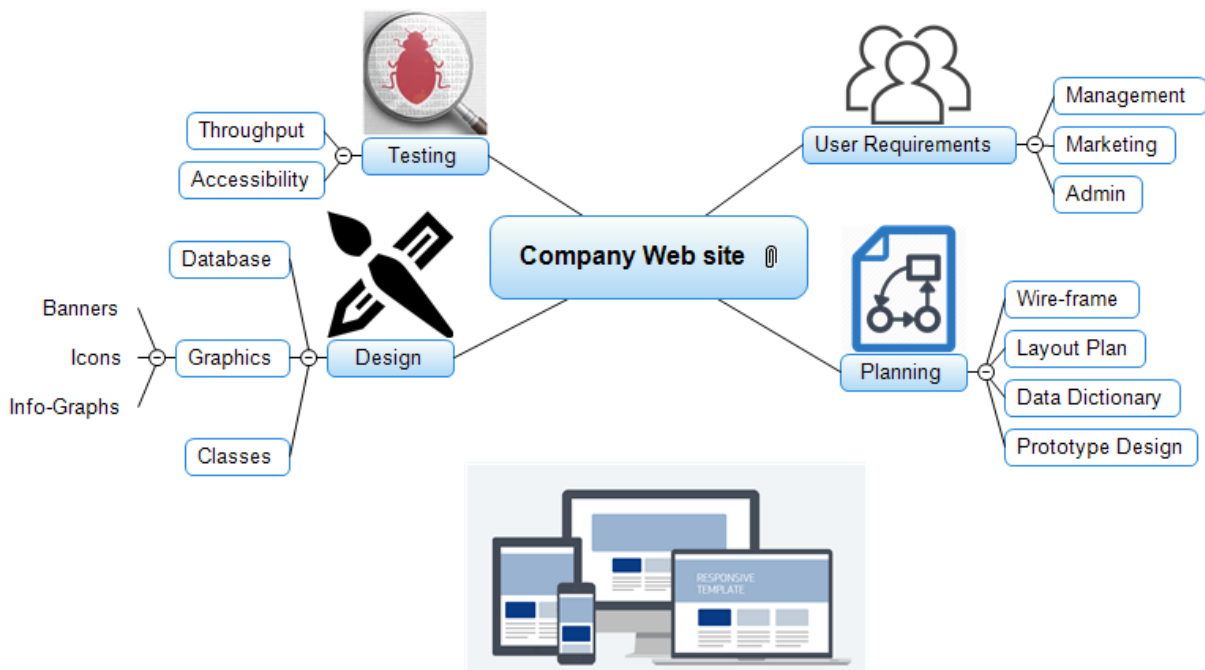 Throughput
Accessibility
Testing
User Requirements
Management
Marketing
Admin
Company Web site
Database
Banners
Icons
Info-Graphs
Graphics
Design
Classes
Planning
Wire-frame
Layout Plan
Data Dictionary
Prototype Design
RESPONSIVE
TEMPLATE